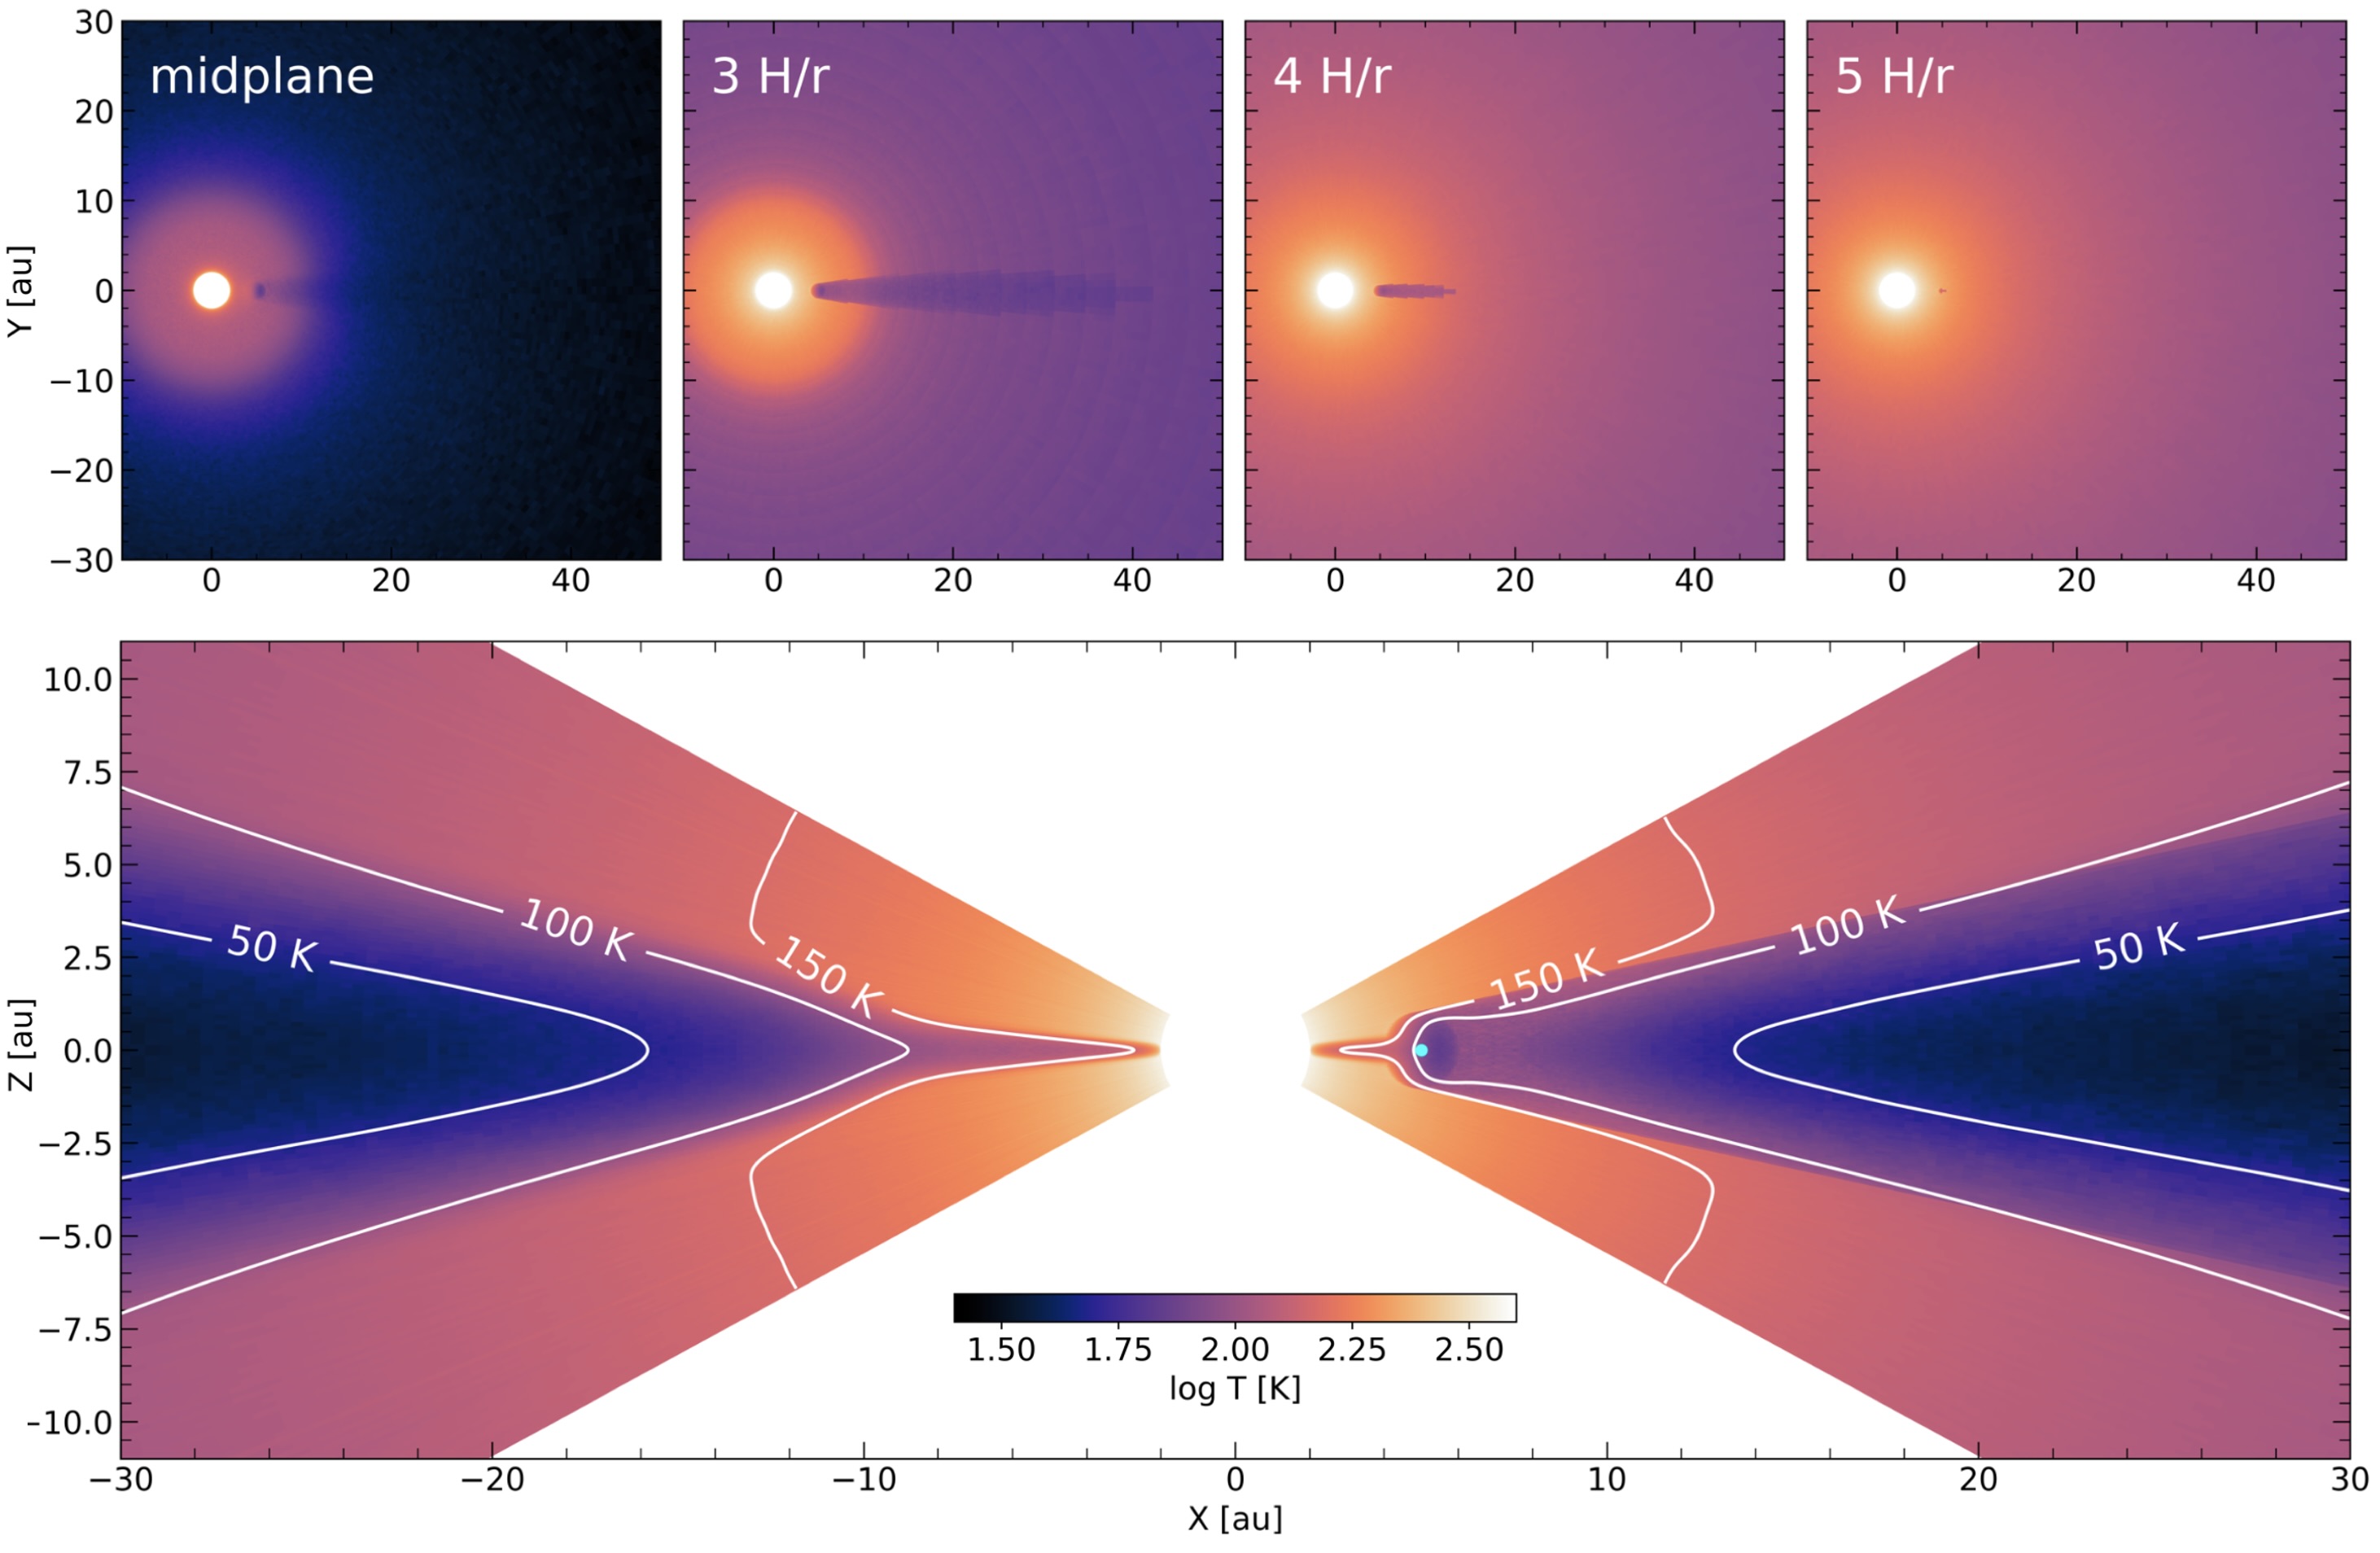 midplane
3 H/r
4 H/r
5 H/r
30
20
10
0
−10
−20
−30
Y [au]
0 20 40
0 20 40
0 20 40
0 20 40
10.0
7.5
5.0
2.5
0.0
−2.5
−5.0
−7.5
-10.0
Z [au]
50 K
100 K
150 K
150 K
100 K
50 K
1.50 1.75 2.00 2.25 2.50
log T [K]
−30 −20 −10 0 10 20 30
X [au]